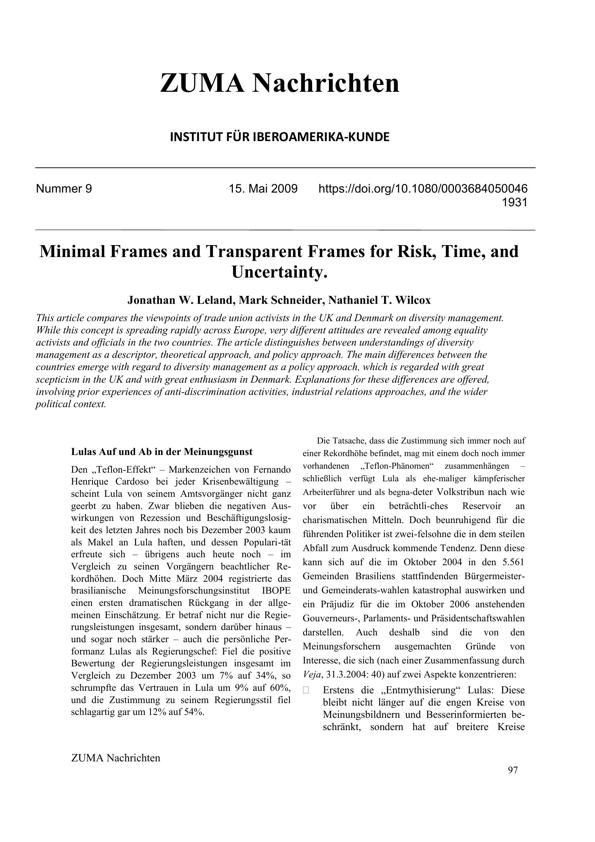 ZUMA Nachrichten
INSTITUT FÜR IBEROAMERIKA-KUNDE
Nummer 9
15. Mai 2009
https://doi.org/10.1080/0003684050046
1931
Minimal Frames and Transparent Frames for Risk, Time, and
Uncertainty.
Jonathan W. Leland, Mark Schneider, Nathaniel T. Wilcox
This article compares the viewpoints of trade union activists in the UK and Denmark on diversity management.
While this concept is spreading rapidly across Europe, very different attitudes are revealed among equality
activists and officials in the two countries. The article distinguishes between understandings of diversity
management as a descriptor, theoretical approach, and policy approach. The main differences between the
countries emerge with regard to diversity management as a policy approach, which is regarded with great
scepticism in the UK and with great enthusiasm in Denmark. Explanations for these differences are offered,
involving prior experiences of anti-discrimination activities, industrial relations approaches, and the wider
political context.
Lulas Auf und Ab in der Meinungsgunst
Den „Teflon-Effekt“ – Markenzeichen von Fernando
Henrique Cardoso bei jeder Krisenbewältigung –
scheint Lula von seinem Amtsvorgänger nicht ganz
geerbt zu haben. Zwar blieben die negativen Aus-
wirkungen von Rezession und Beschäftigungslosig-
keit des letzten Jahres noch bis Dezember 2003 kaum
als Makel an Lula haften, und dessen Populari-tät
erfreute sich – übrigens auch heute noch – im
Vergleich zu seinen Vorgängern beachtlicher Re-
kordhöhen. Doch Mitte März 2004 registrierte das
brasilianische Meinungsforschungsinstitut IBOPE
einen ersten dramatischen Rückgang in der allge-
meinen Einschätzung. Er betraf nicht nur die Regie-
rungsleistungen insgesamt, sondern darüber hinaus –
und sogar noch stärker – auch die persönliche Per-
formanz Lulas als Regierungschef: Fiel die positive
Bewertung der Regierungsleistungen insgesamt im
Vergleich zu Dezember 2003 um 7% auf 34%, so
schrumpfte das Vertrauen in Lula um 9% auf 60%,
und die Zustimmung zu seinem Regierungsstil fiel
schlagartig gar um 12% auf 54%.
Die Tatsache, dass die Zustimmung sich immer noch auf
einer Rekordhöhe befindet, mag mit einem doch noch immer
vorhandenen „Teflon-Phänomen“ zusammenhängen –
schließlich verfügt Lula als ehe-maliger kämpferischer
Arbeiterführer und als begna-deter Volkstribun nach wie
vor über ein beträchtli-ches Reservoir an
charismatischen Mitteln. Doch beunruhigend für die
führenden Politiker ist zwei-felsohne die in dem steilen
Abfall zum Ausdruck kommende Tendenz. Denn diese
kann sich auf die im Oktober 2004 in den 5.561
Gemeinden Brasiliens stattfindenden Bürgermeister-
und Gemeinderats-wahlen katastrophal auswirken und
ein Präjudiz für die im Oktober 2006 anstehenden
Gouverneurs-, Parlaments- und Präsidentschaftswahlen
darstellen. Auch deshalb sind die von den
Meinungsforschern ausgemachten Gründe von
Interesse, die sich (nach einer Zusammenfassung durch
Veja, 31.3.2004: 40) auf zwei Aspekte konzentrieren:
Erstens die „Entmythisierung“ Lulas: Diese
bleibt nicht länger auf die engen Kreise von
Meinungsbildnern und Besserinformierten be-
schränkt, sondern hat auf breitere Kreise
ZUMA Nachrichten
97